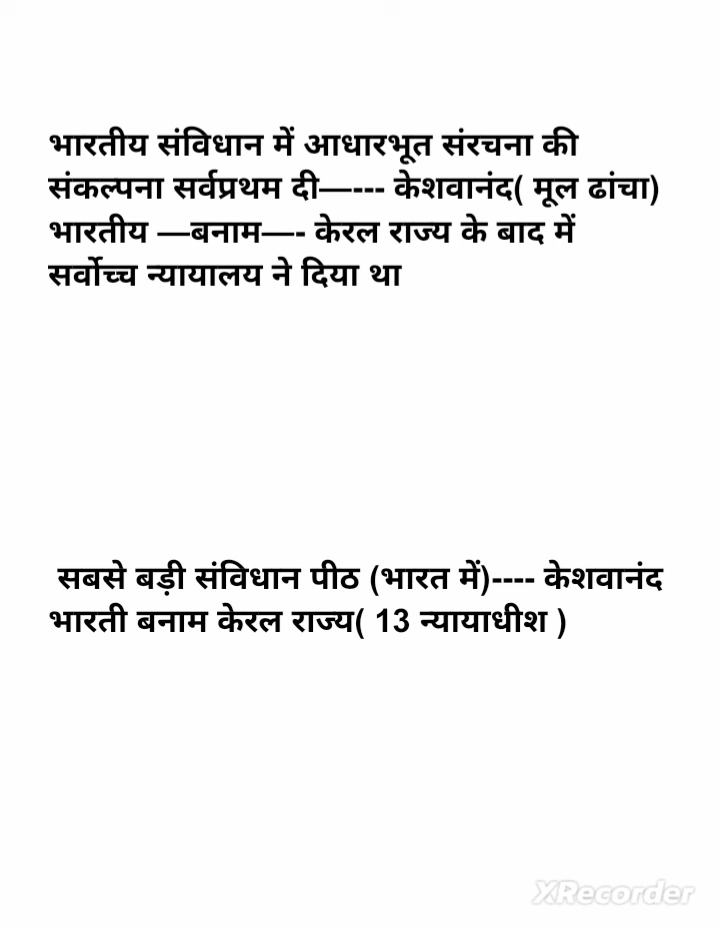 भारतीय संविधान में आधारभूत संरचना की
संकल्पना सर्वप्रथम दी—--- केशवानंद( मूल ढांचा)
भारतीय —बनाम—- केरल राज्य के बाद में
सर्वोच्च न्यायालय ने दिया था
सबसे बड़ी संविधान पीठ (भारत में)---- केशवानंद
भारती बनाम केरल राज्य( 13 न्यायाधीश )
XRecorder